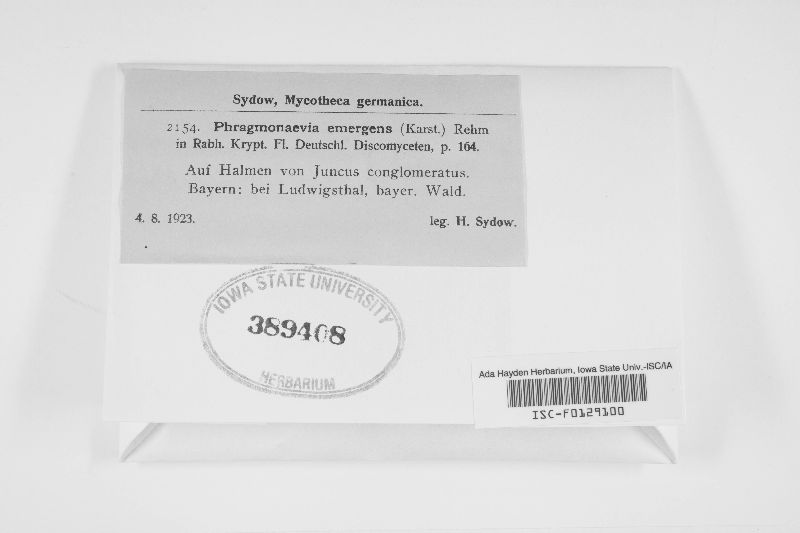 Sydow, Mycotheca germanica.
2154. Phragmonaevia emergens (Karst.) Rehm
in Rabh. Krypt. Fl. Deutschl. Discomyceten, p. 164.
Auf Halmen von Juncus conglomeratus.
Bayern: bei Ludwigsthal, bayer. Wald.
4. 8. 1923. leg. H. Sydow.
IOWA STATE UNIVERSITY
389408
HERBARIUM
Ada Hayden Herbarium, Iowa State Univ.-ISC/IA
ISC-F0129100